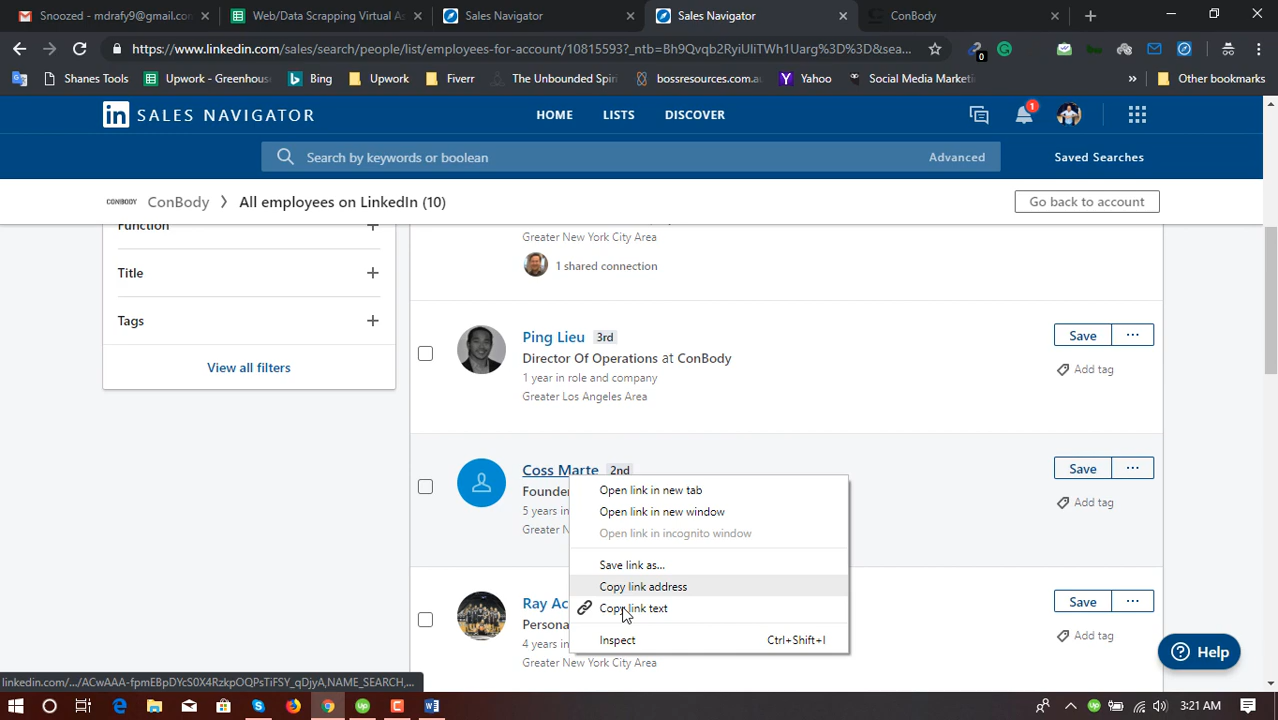 Snoozed - mdrafy9@gmail.co
Web/Data Scrapping Virtual A
Sales Navigator
Sales Navigator
ConBody
https://www.linkedin.com/sales/search/people/list/employees-for-account/10815593?_ntb=Bh9Qvqb2RyiUliTWh1Uarg%3D%3D&sea...
0
Shanes Tools
Upwork - Greenhous
Bing
Upwork
Fiverr
The Unbounded Spiri
bossresources.com.a
Yahoo
Social Media Market
»
Other bookmarks
in SALES NAVIGATOR
HOME
LISTS
DISCOVER
1
Search by keywords or boolean
Advanced
Saved Searches
CONBODY
ConBody
All employees on LinkedIn (10)
Go back to account
Function
Title
Tags
View all filters
Greater New York City Area
1 shared connection
Ping Lieu 3rd
Director Of Operations at ConBody
1 year in role and company
Greater Los Angeles Area
Save ...
Add tag
Coss Marte 2nd
Founder
5 years in
Greater N
Save ...
Add tag
Open link in new tab
Open link in new window
Open link in incognito window
Save link as...
Copy link address
Copy link text
Inspect Ctrl+Shift+I
Ray Ac
Persona
4 years in
Greater New York City Area
Save ...
Add tag
Help
linkedin.com/.../ACwAAA-fpmEBpDYcS0X4RzkpOQPsTiFSY_qDjyA,NAME_SEARCH,...
3:21 AM